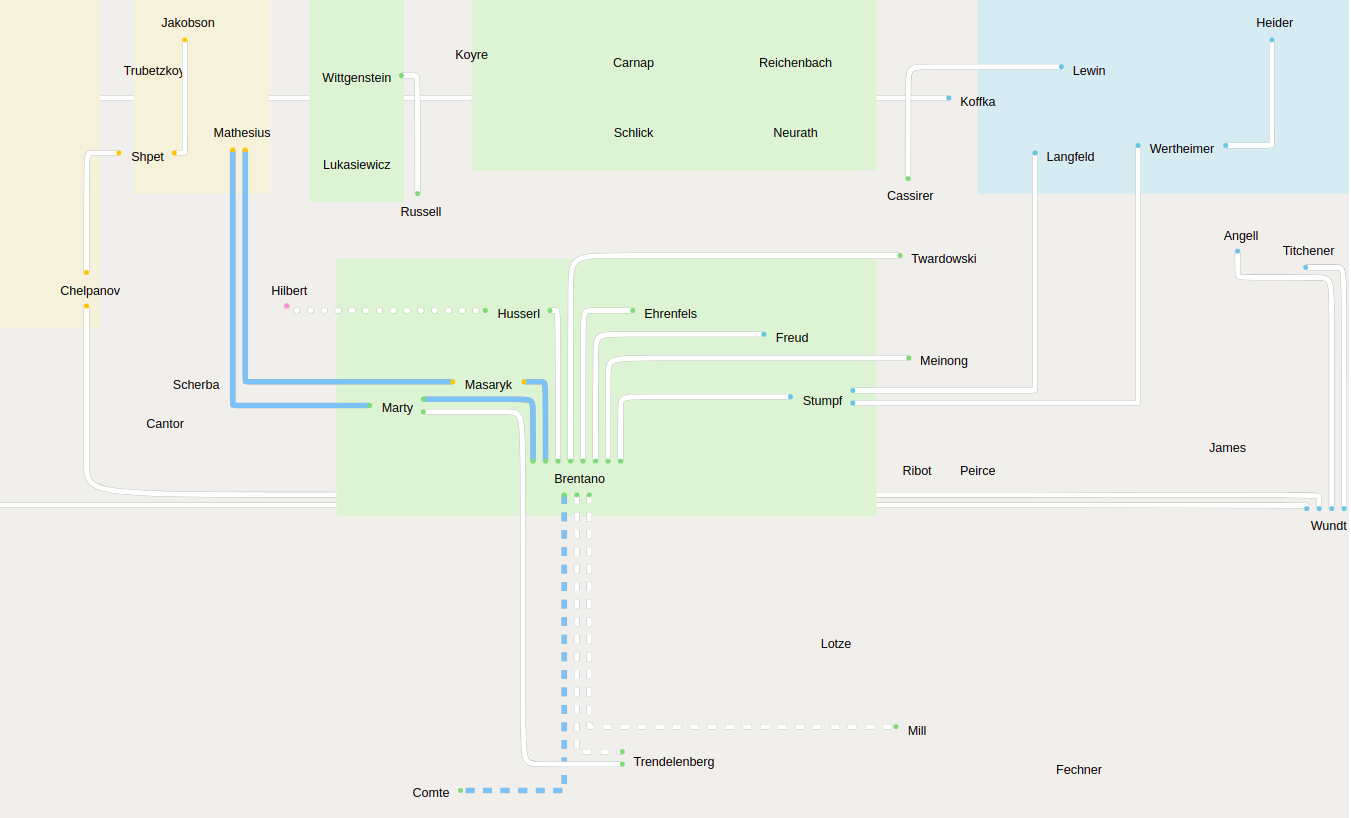 Jakobson
Heider
Koyre
Carnap
Reichenbach
Trubetzkoy
Wittgenstein
Lewin
Koffka
Mathesius
Schlick
Neurath
Shpet
Lukasiewicz
Langfeld
Wertheimer
Russell
Cassirer
Angell
Titchener
Twardowski
Chelpanov
Hilbert
Husserl
Ehrenfels
Freud
Meinong
Scherba
Masaryk
Marty
Stumpf
Cantor
James
Ribot
Peirce
Brentano
Wundt
Lotze
Mill
Trendelenberg
Fechner
Comte